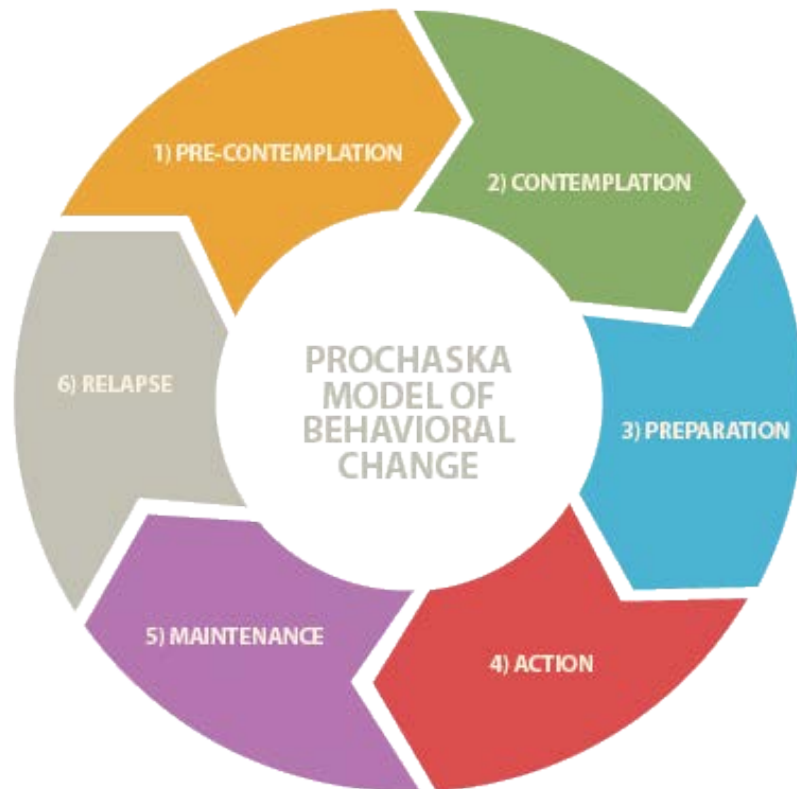 1) PRE-CONTEMPLATION
2) CONTEMPLATION
3) PREPARATION
4) ACTION
5) MAINTENANCE
6) RELAPSE
PROCHASKA
MODEL OF
BEHAVIORAL
CHANGE